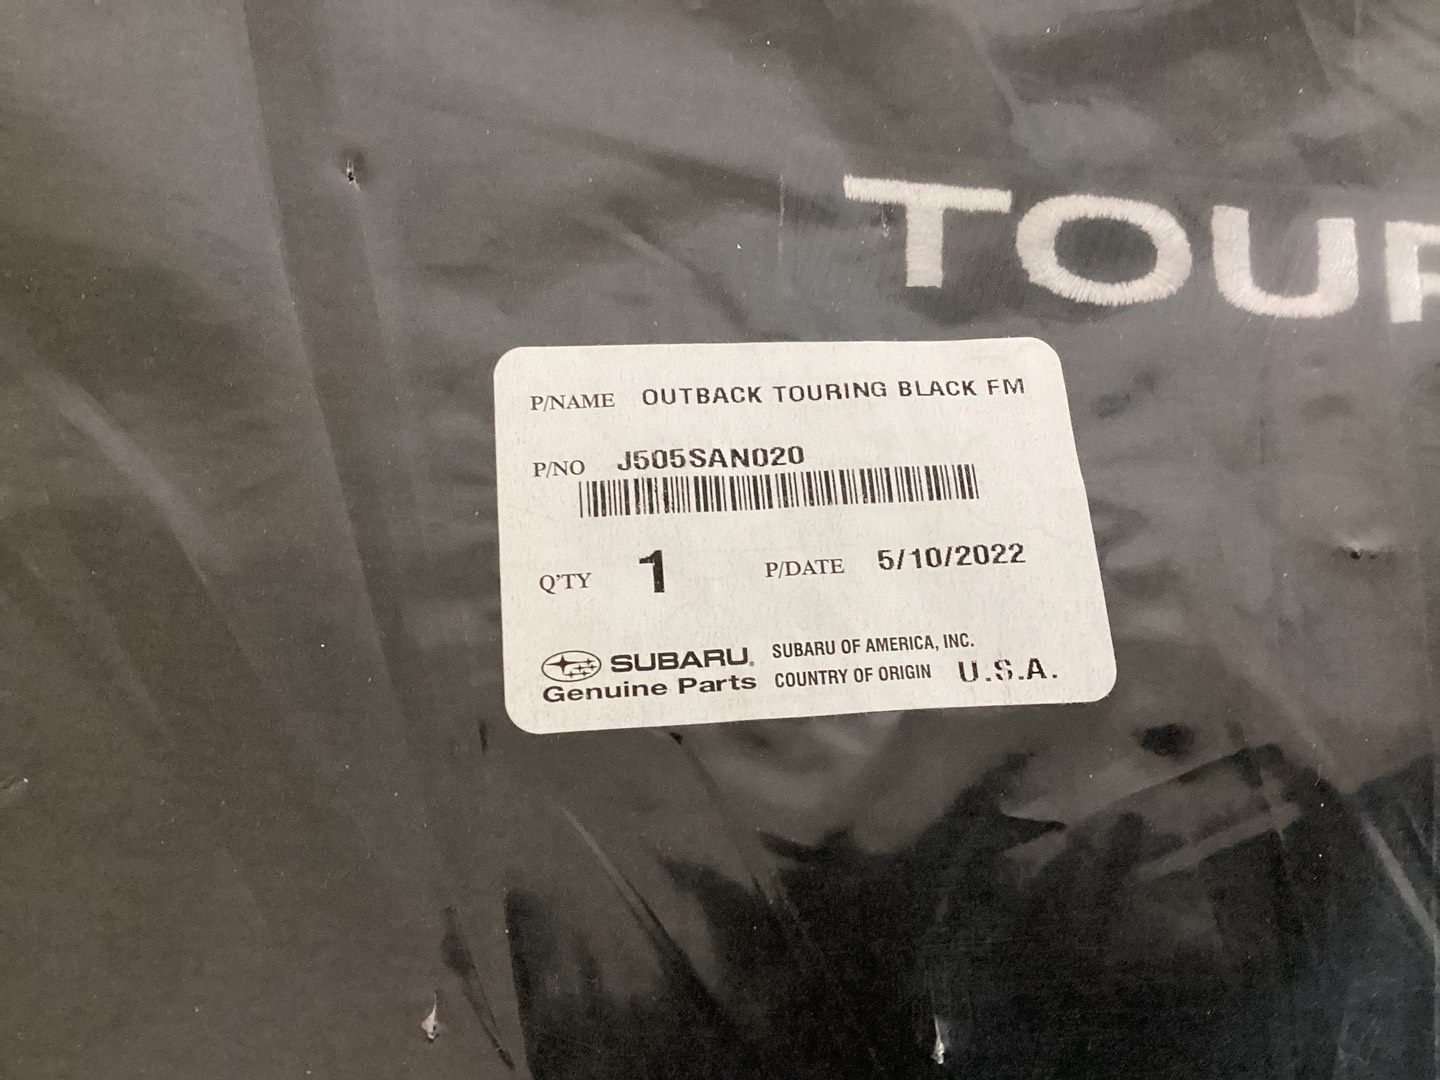 TOUR
P/NAME OUTBACK TOURING BLACK FM
P/NO J505SAN020
Q'TY 1 P/DATE 5/10/2022
SUBARU® SUBARU OF AMERICA, INC.
Genuine Parts COUNTRY OF ORIGIN U.S.A.